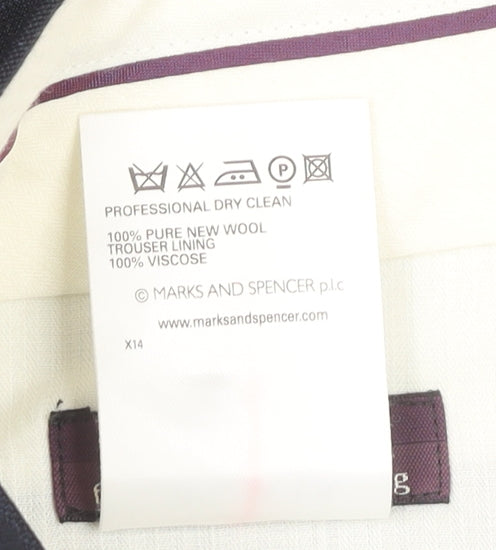 P
PROFESSIONAL DRY CLEAN
100% PURE NEW WOOL
TROUSER LINING
100% VISCOSE
© MARKS AND SPENCER p.l.c
www.marksandspencer.com
X14
g